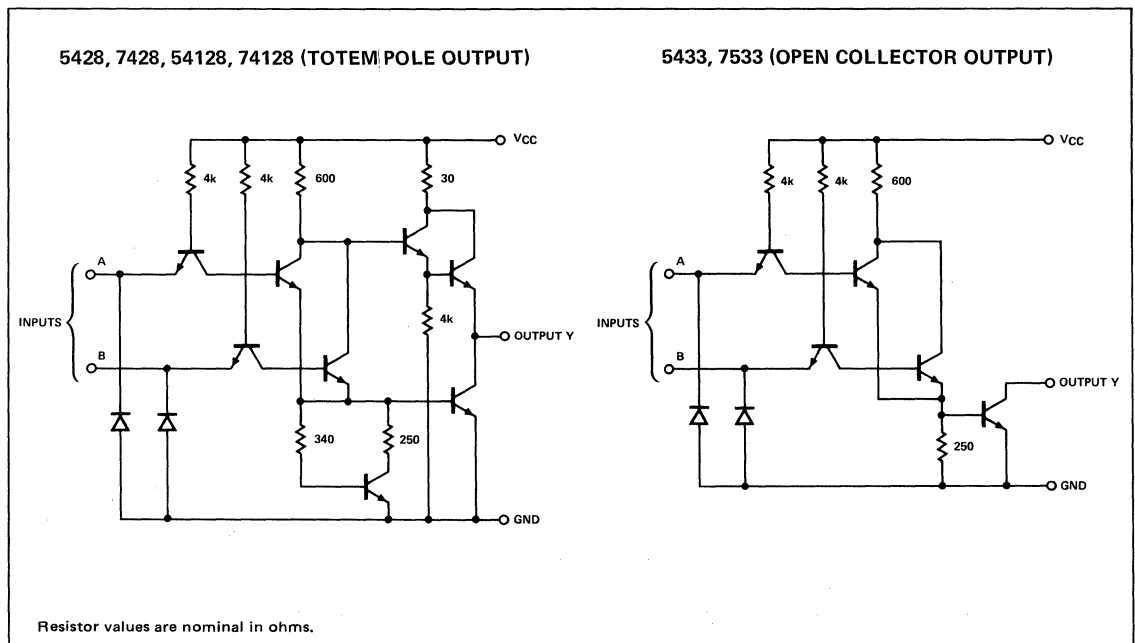 5428, 7428, 54128, 74128 (TOTEM POLE OUTPUT)
VCC
4k
4k
600
30
A
INPUTS
4k
OUTPUT Y
B
340
250
GND
5433, 7533 (OPEN COLLECTOR OUTPUT)
VCC
4k
4k
600
A
INPUTS
B
OUTPUT Y
250
GND
Resistor values are nominal in ohms.